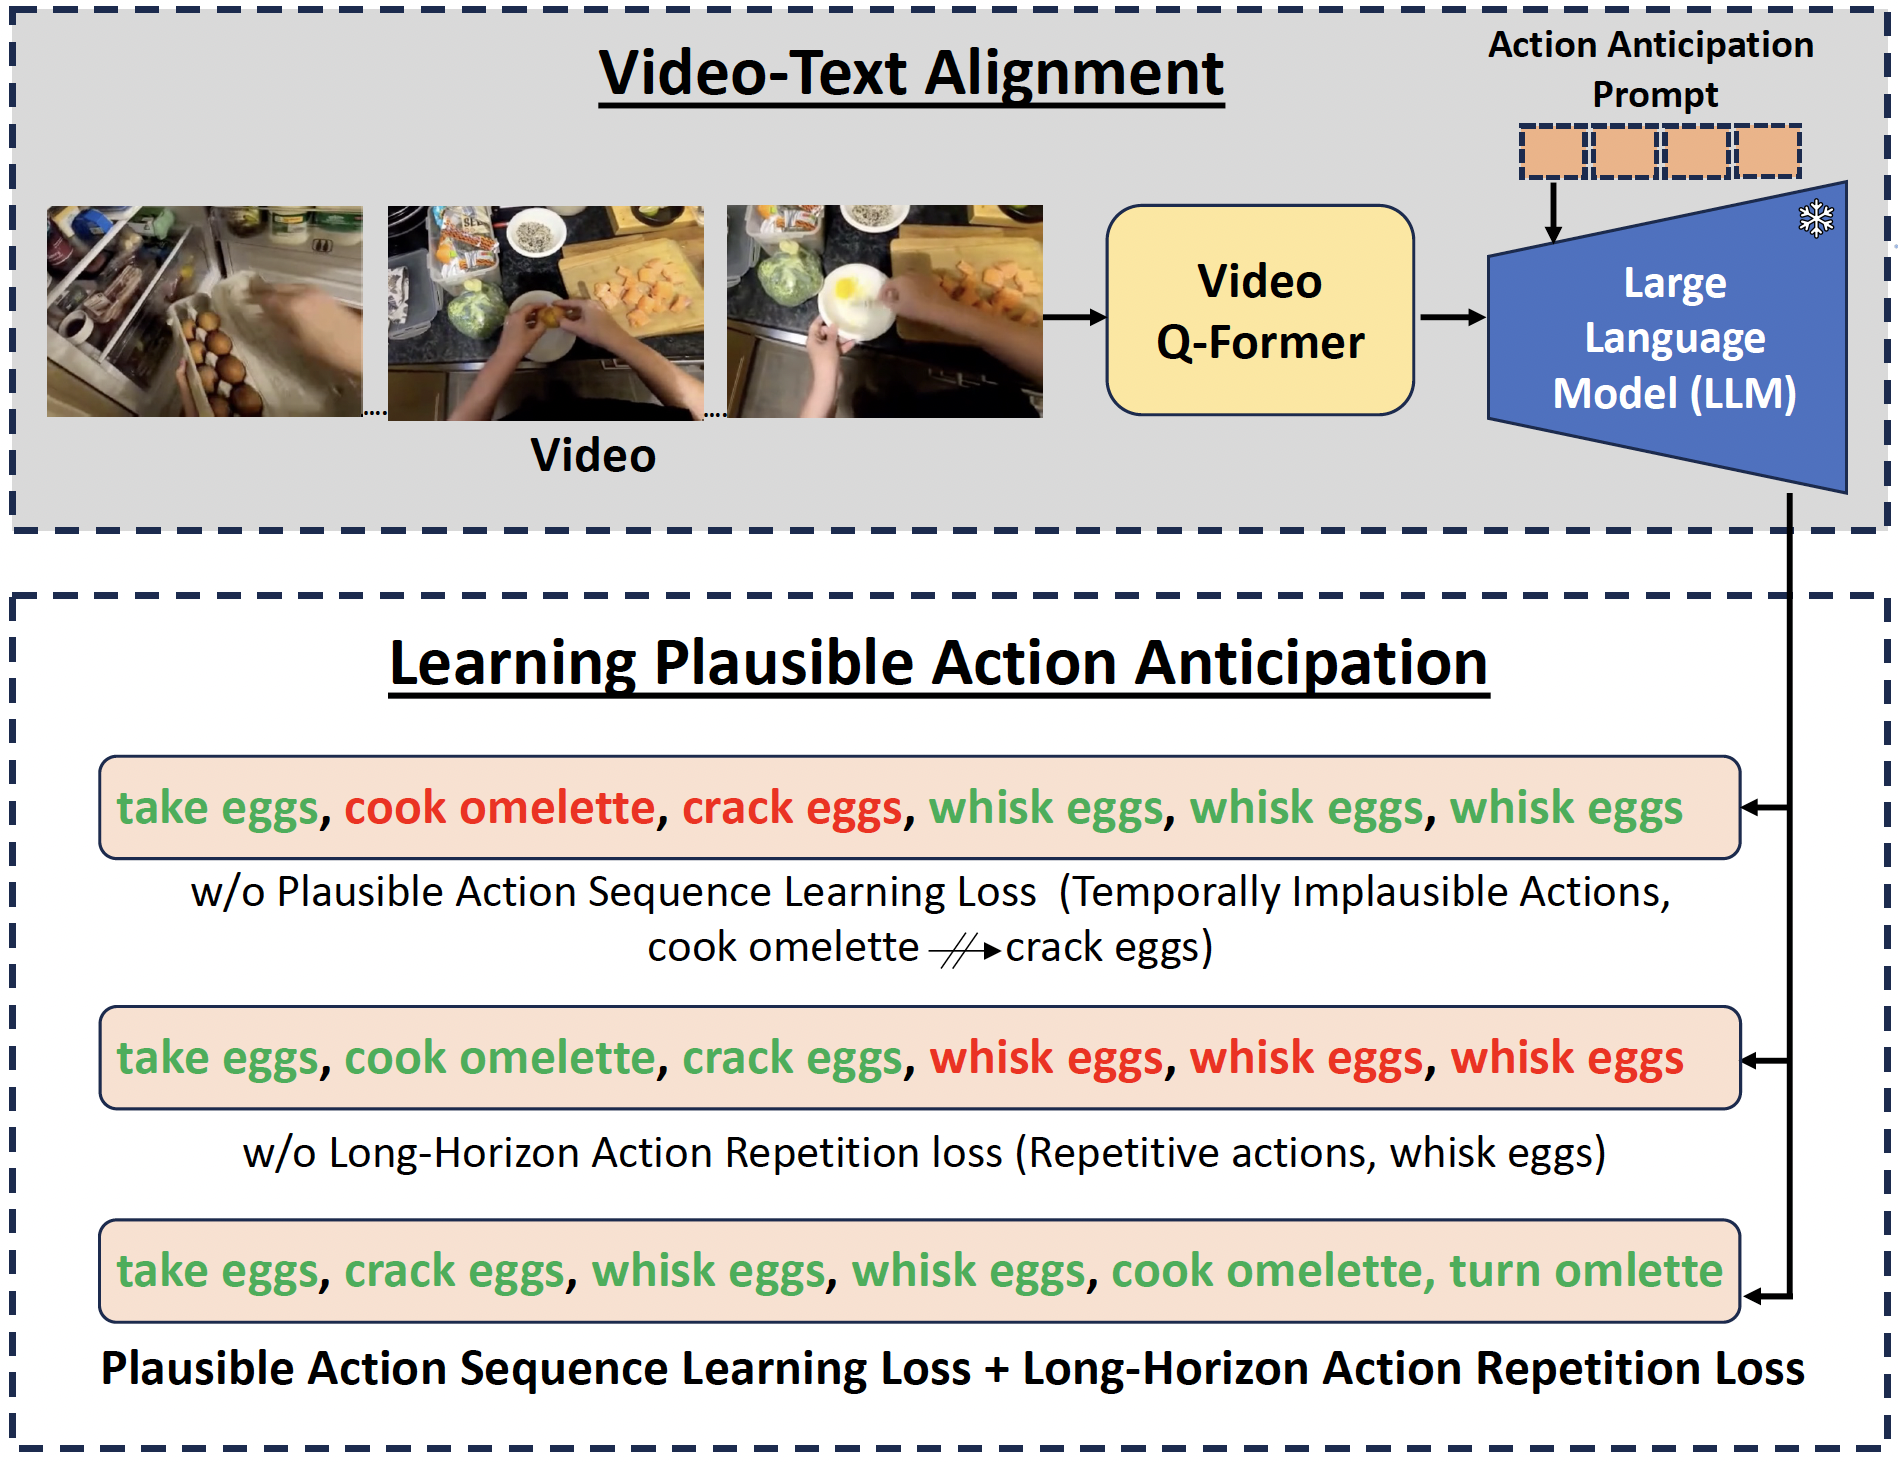 Video-Text Alignment
Action Anticipation
Prompt
Video
Q-Former
Large
Language
Model (LLM)
....
....
Video
Learning Plausible Action Anticipation
take eggs, cook omelette, crack eggs, whisk eggs, whisk eggs, whisk eggs
w/o Plausible Action Sequence Learning Loss (Temporally Implausible Actions,
cook omelette crack eggs)
take eggs, cook omelette, crack eggs, whisk eggs, whisk eggs, whisk eggs
w/o Long-Horizon Action Repetition loss (Repetitive actions, whisk eggs)
take eggs, crack eggs, whisk eggs, whisk eggs, cook omelette, turn omlette
Plausible Action Sequence Learning Loss + Long-Horizon Action Repetition Loss